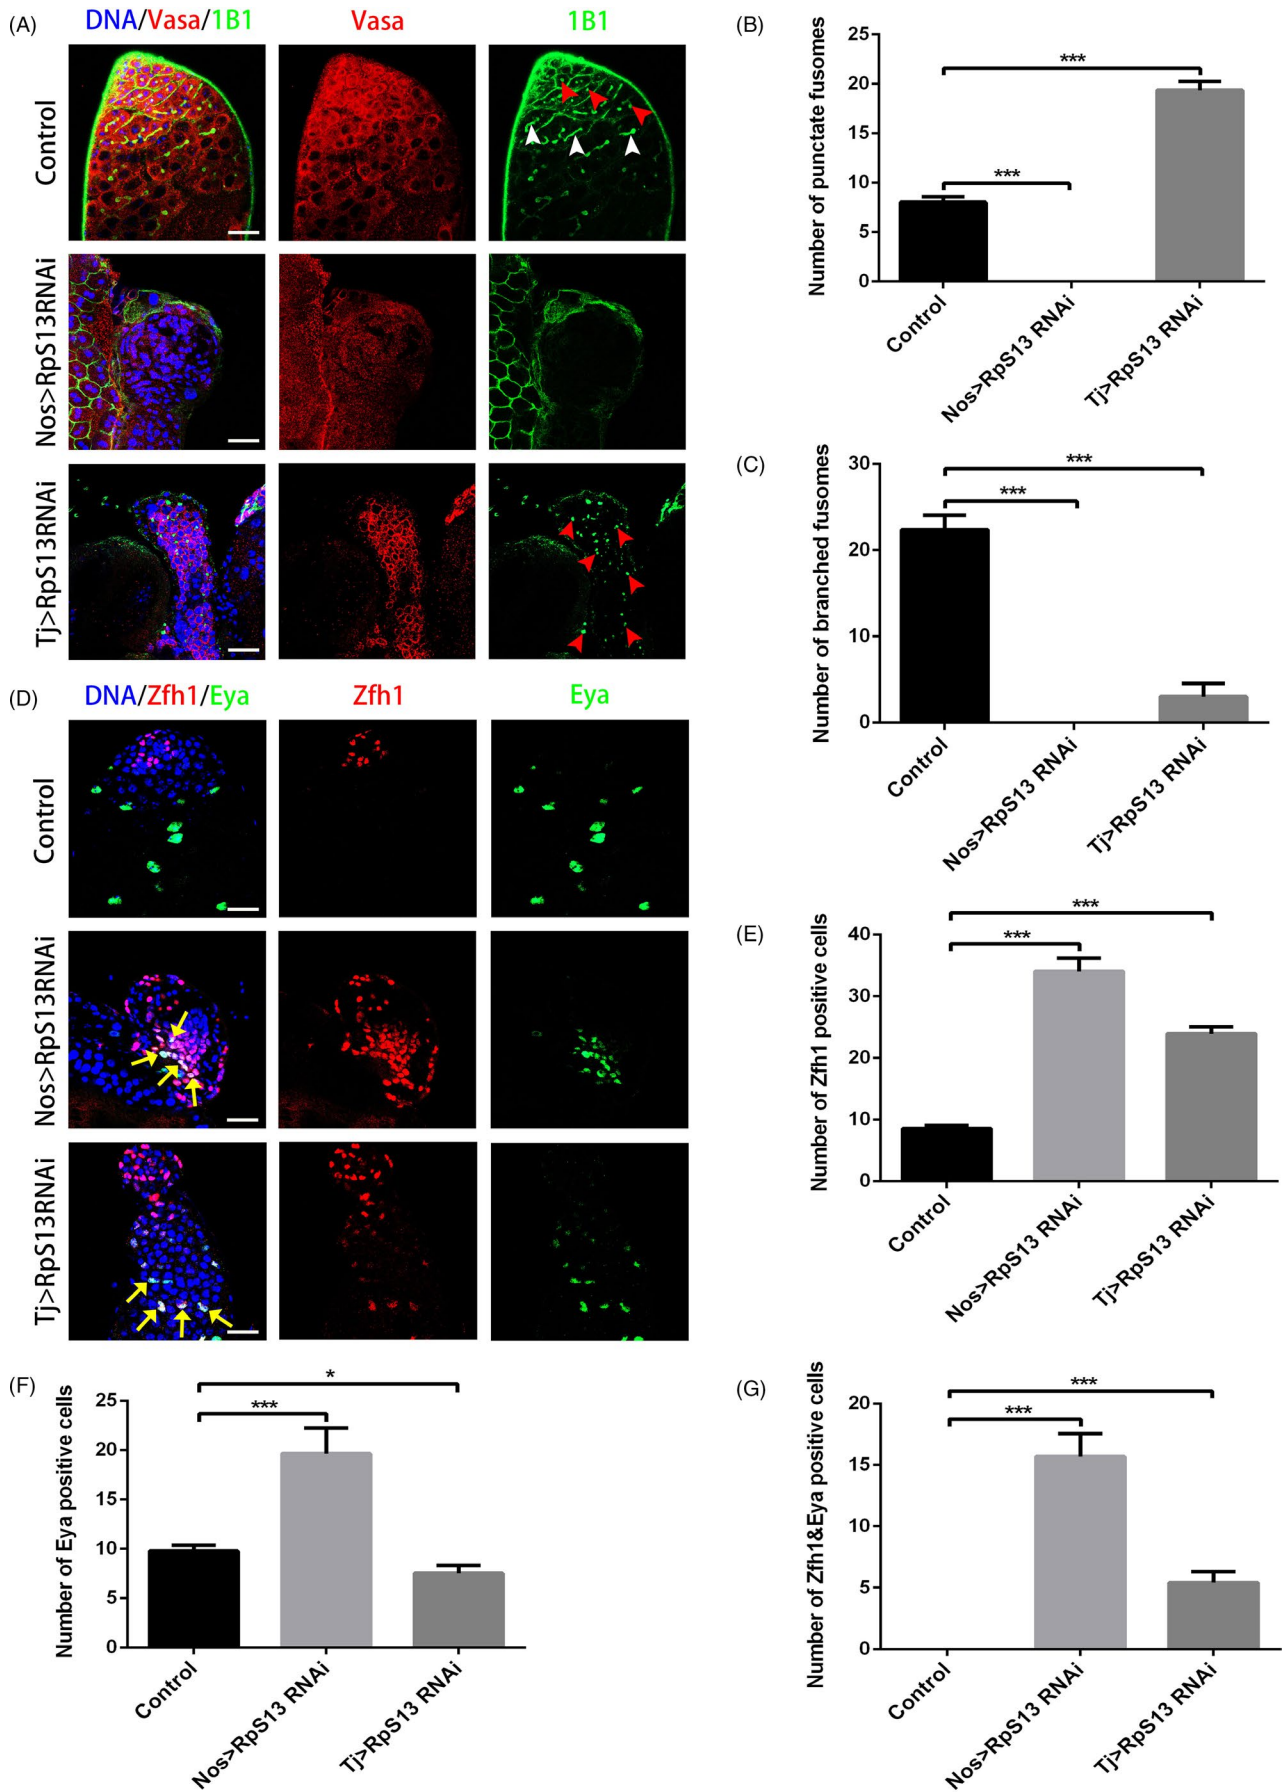 (A)
DNA/Vasa/1B1
Vasa
1B1
Control
Nos>RpS13RNAi
Tj>RpS13RNAi
(B)
Number of punctate fusomes
25
20
15
10
5
0
***
***
Control
Nos>RpS13 RNAi
Tj>RpS13 RNAi
(C)
Number of branched fusomes
30
20
10
0
***
***
Control
Nos>RpS13 RNAi
Tj>RpS13 RNAi
(D)
DNA/Zfh1/Eya
Zfh1
Eya
Control
Nos>RpS13RNAi
Tj>RpS13RNAi
(E)
Number of Zfh1 positive cells
40
30
20
10
0
***
***
Control
Nos>RpS13 RNAi
Tj>RpS13 RNAi
(F)
Number of Eya positive cells
25
20
15
10
5
0
*
***
Control
Nos>RpS13 RNAi
Tj>RpS13 RNAi
(G)
Number of Zfh1&Eya positive cells
20
15
10
5
0
***
***
Control
Nos>RpS13 RNAi
Tj>RpS13 RNAi